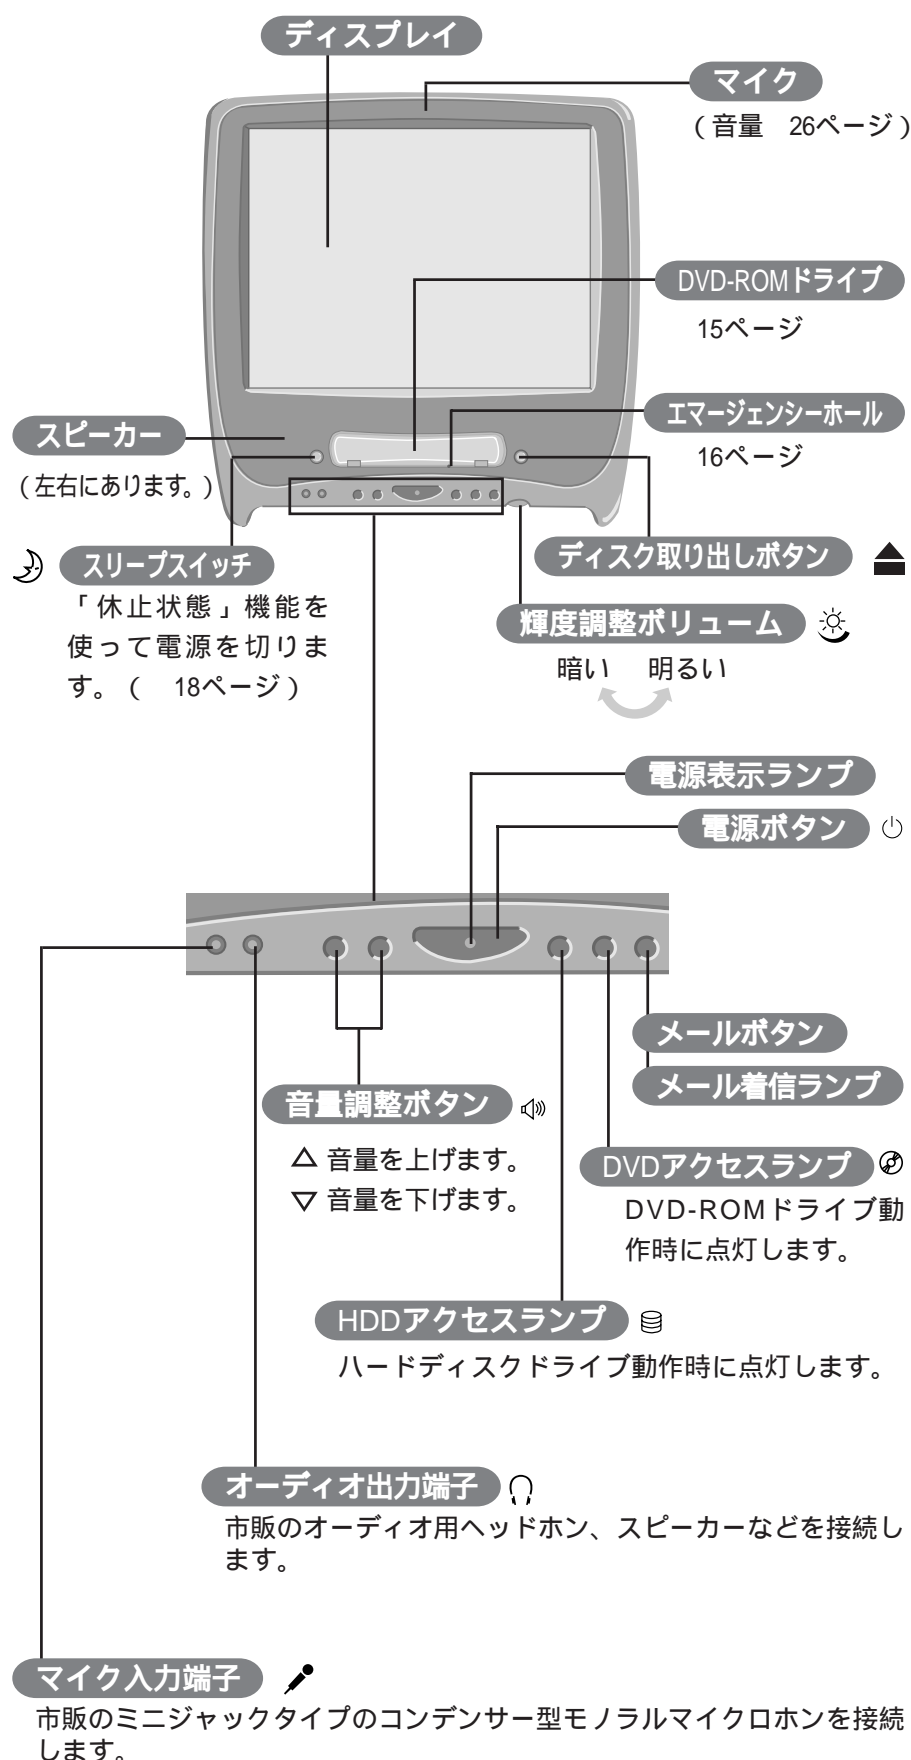 ディスプレイ
マイク
（音量　26ページ）
DVD-ROMドライブ
15ページ
エマージェンシーホール
16ページ
スピーカー
（左右にあります。）
スリープスイッチ
「休止状態」機能を
使って電源を切りま
す。（　18ページ）
ディスク取り出しボタン
輝度調整ボリューム
暗い　明るい
電源表示ランプ
電源ボタン
メールボタン
メール着信ランプ
音量調整ボタン
△ 音量を上げます。
▽ 音量を下げます。
DVDアクセスランプ
DVD-ROMドライブ動
作時に点灯します。
HDDアクセスランプ
ハードディスクドライブ動作時に点灯します。
オーディオ出力端子
市販のオーディオ用ヘッドホン、スピーカーなどを接続し
ます。
マイク入力端子
市販のミニジャックタイプのコンデンサー型モノラルマイクロホンを接続
します。